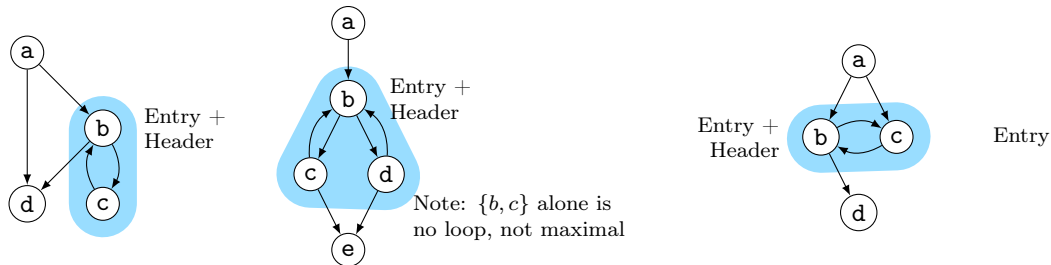 a
b
Entry +
Header
d
c
a
b
Entry +
Header
c
d
Note: {b, c} alone is
no loop, not maximal
e
a
Entry +
Header
b
c
Entry
d